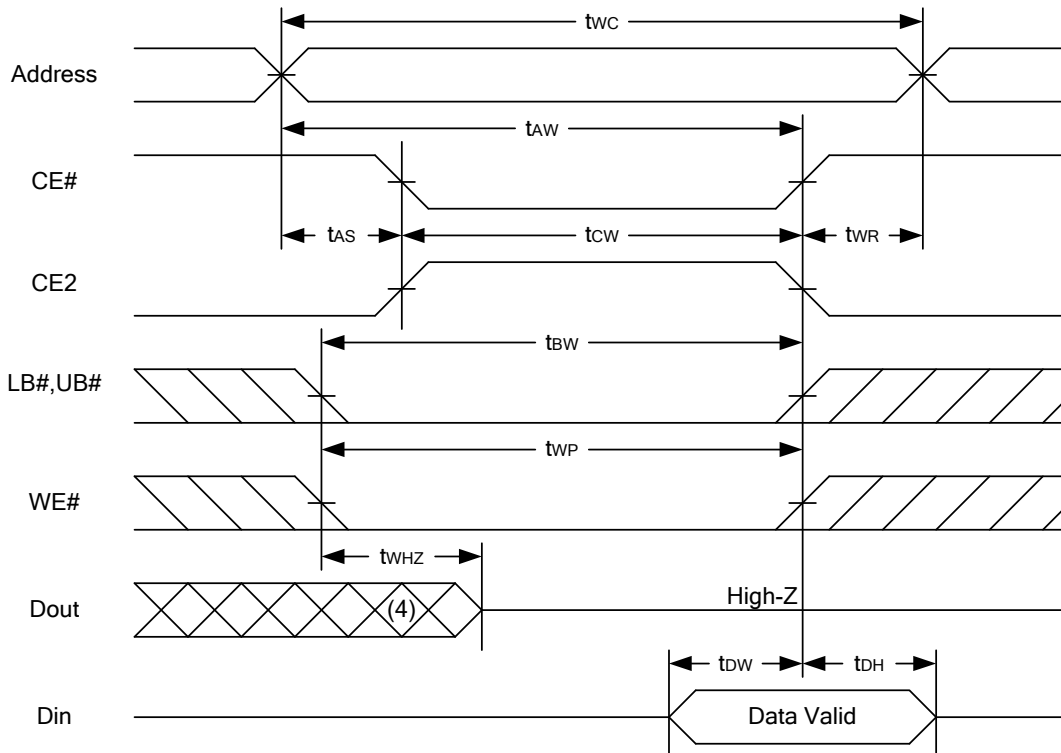 tWC
Address
tAW
CE#
tAS tCW tWR
CE2
tBW
LB#,UB#
tWP
WE#
tWHZ
Dout (4) High-Z
tDW tDH
Din Data Valid